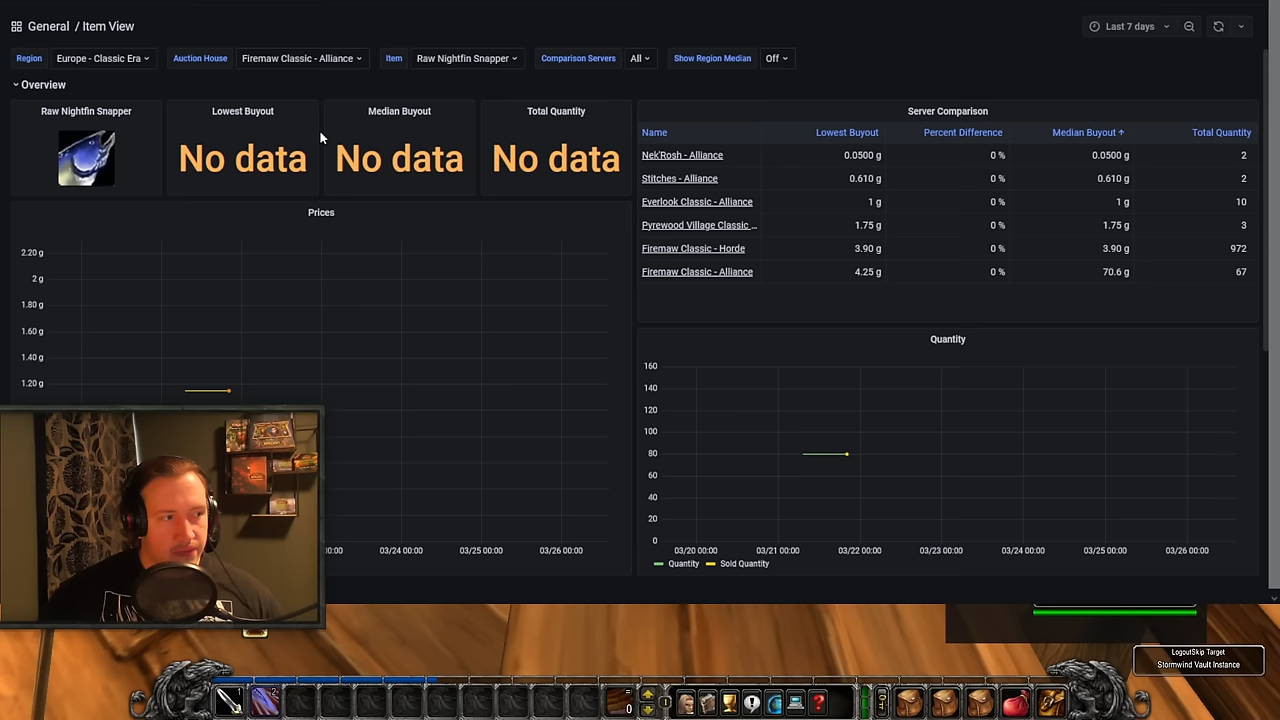 General / Item View
Last 7 days
Region Europe - Classic Era Auction House Firemaw Classic - Alliance Item Raw Nightfin Snapper Comparison Servers All Show Region Median Off
Overview
Raw Nightfin Snapper
Lowest Buyout
No data
Median Buyout
No data
Total Quantity
No data
Server Comparison
Name Lowest Buyout Percent Difference Median Buyout Total Quantity
Nek'Rosh - Alliance 0.0500 g 0 % 0.0500 g 2
Stitches - Alliance 0.610 g 0 % 0.610 g 2
Everlook Classic - Alliance 1 g 0 % 1 g 10
Pyrewood Village Classic ... 1.75 g 0 % 1.75 g 3
Firemaw Classic - Horde 3.90 g 0 % 3.90 g 972
Firemaw Classic - Alliance 4.25 g 0 % 70.6 g 67
Prices
2.20 g
2 g
1.80 g
1.60 g
1.40 g
1.20 g
00:00 03/24 00:00 03/25 00:00 03/26 00:00
Quantity
160
140
120
100
80
60
40
20
0
03/20 00:00 03/21 00:00 03/22 00:00 03/23 00:00 03/24 00:00 03/25 00:00 03/26 00:00
Quantity Sold Quantity
LogoutSkip Target
Stormwind Vault Instance
0